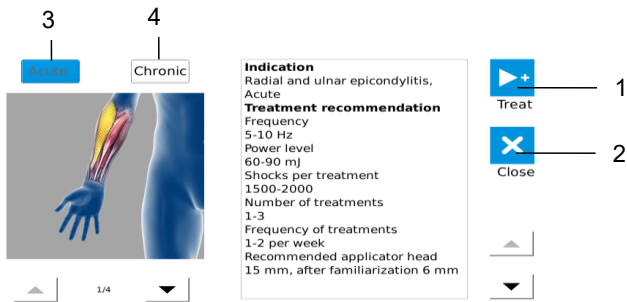 3
4
Acute
Chronic
1/4
Indication
Radial and ulnar epicondylitis,
Acute
Treatment recommendation
Frequency
5-10 Hz
Power level
60-90 mJ
Shocks per treatment
1500-2000
Number of treatments
1-3
Frequency of treatments
1-2 per week
Recommended applicator head
15 mm, after familiarization 6 mm
Treat
1
Close
2